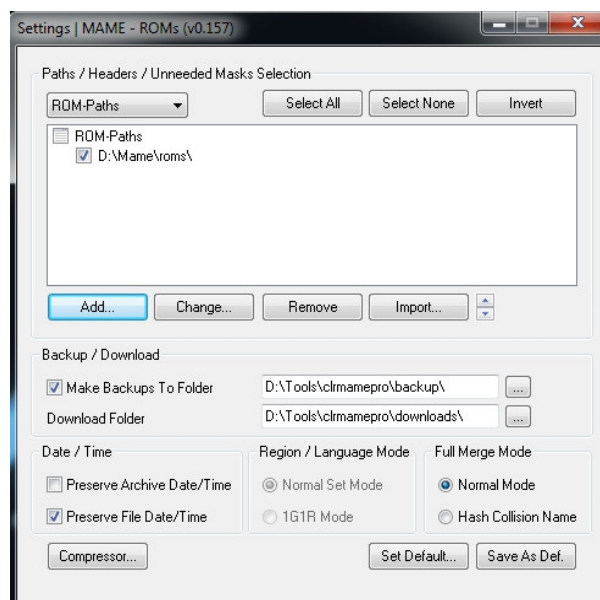 Settings | MAME - ROMs (v0.157)
Paths / Headers / Unneeded Masks Selection
ROM-Paths
Select All
Select None
Invert
ROM-Paths
D:\Mame\roms\
Add...
Change...
Remove
Import...
Backup / Download
Make Backups To Folder
D:\Tools\clrmamepro\backup\
...
Download Folder
D:\Tools\clrmamepro\downloads\
...
Date / Time
Region / Language Mode
Full Merge Mode
Preserve Archive Date/Time
Normal Set Mode
Normal Mode
Preserve File Date/Time
1G1R Mode
Hash Collision Name
Compressor...
Set Default...
Save As Def.